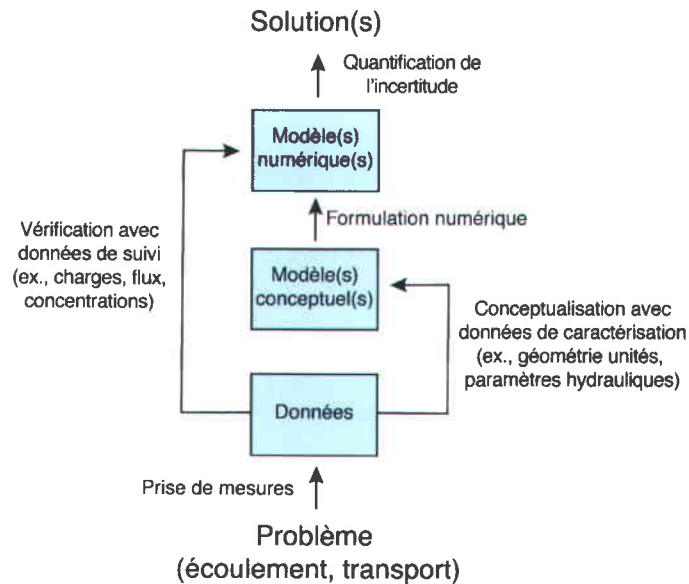 Solution(s)
Quantification de
l'incertitude
Modèle(s)
numérique(s)
Formulation numérique
Vérification avec
données de suivi
(ex., charges, flux,
concentrations)
Modèle(s)
conceptuel(s)
Conceptualisation avec
données de caractérisation
(ex., géométrie unités,
paramètres hydrauliques)
Données
Prise de mesures
Problème
(écoulement, transport)